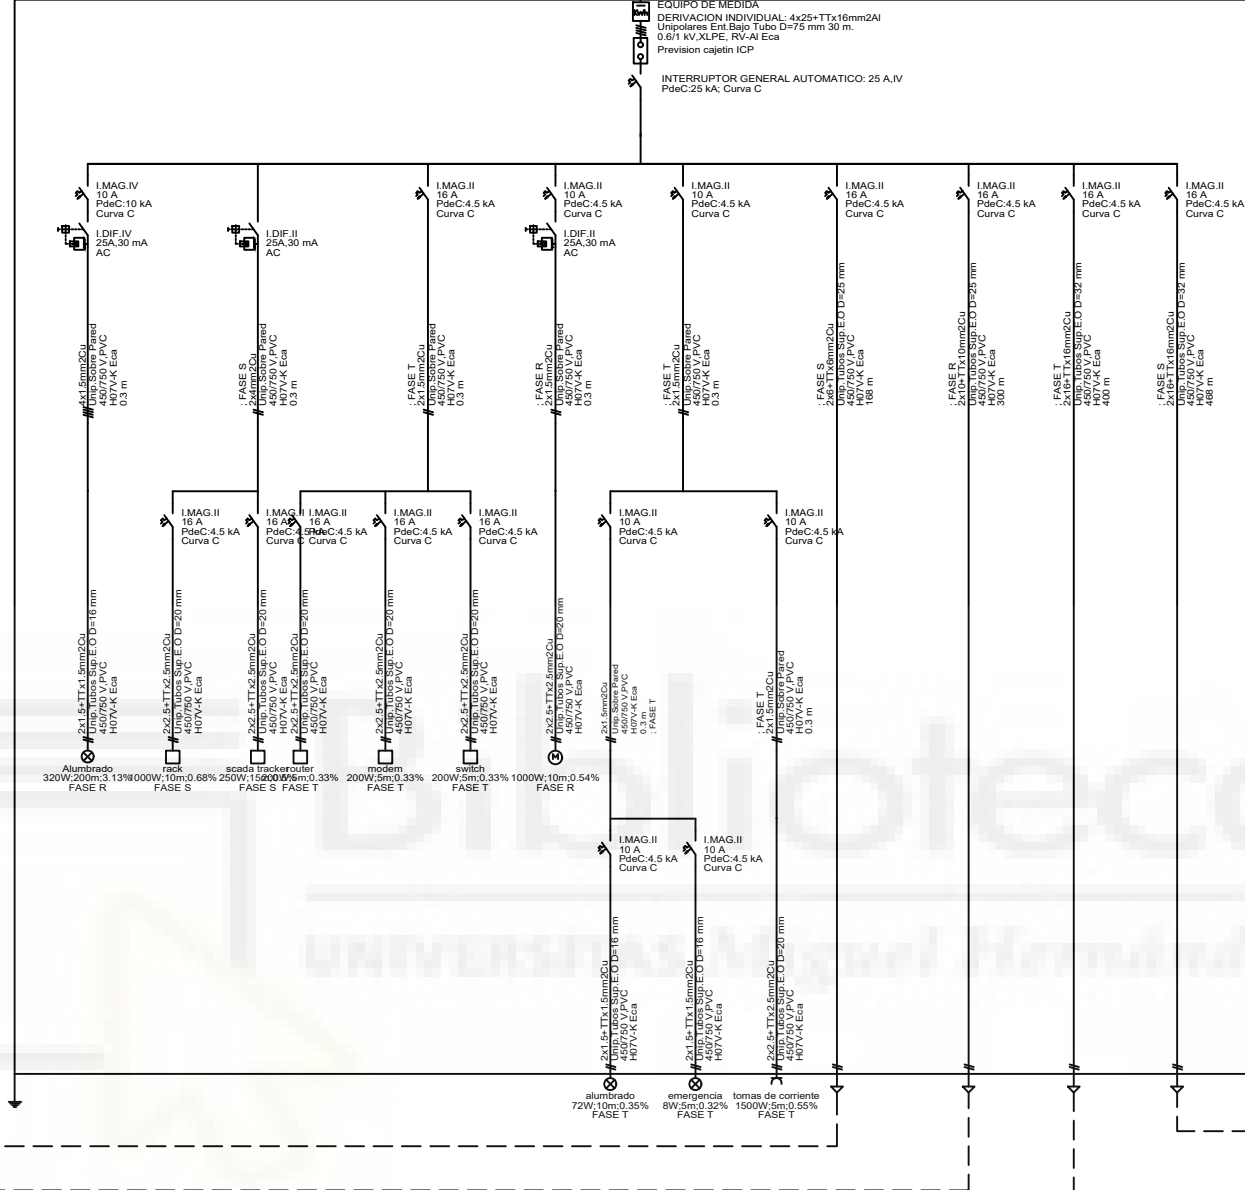 EQUIPO DE MEDIDA
DERIVACION INDIVIDUAL: 4x25+TTx16mm2Al
Unipolares Ent.Bajo Tubo D=75 mm 30 m.
0.6/1 kV,XLPE, RV-Al Eca
Prevision cajetin ICP
INTERRUPTOR GENERAL AUTOMATICO: 25 A,IV
PdeC:25 kA; Curva C
I.MAG.IV
10 A
PdeC:10 kA
Curva C
I.DIF.IV
25A,30 mA
AC
I.DIF.II
25A,30 mA
AC
I.MAG.II
16 A
PdeC:4.5 kA
Curva C
I.MAG.II
10 A
PdeC:4.5 kA
Curva C
I.DIF.II
25A,30 mA
AC
I.MAG.II
10 A
PdeC:4.5 kA
Curva C
I.MAG.II
16 A
PdeC:4.5 kA
Curva C
I.MAG.II
16 A
PdeC:4.5 kA
Curva C
I.MAG.II
16 A
PdeC:4.5 kA
Curva C
I.MAG.II
16 A
PdeC:4.5 kA
Curva C
4x1.5mm2Cu
Unip.Sobre Pared
450/750 V,PVC
H07V-K Eca
0.3 m
: FASE S
2x4mm2Cu
Unip.Sobre Pared
450/750 V,PVC
H07V-K Eca
0.3 m
: FASE T
2x1.5mm2Cu
Unip.Sobre Pared
450/750 V,PVC
H07V-K Eca
0.3 m
: FASE R
2x1.5mm2Cu
Unip.Sobre Pared
450/750 V,PVC
H07V-K Eca
0.3 m
: FASE T
2x1.5mm2Cu
Unip.Sobre Pared
450/750 V,PVC
H07V-K Eca
0.3 m
: FASE S
2x6+TTx6mm2Cu
Unip.Tubos Sup.E.O D=25 mm
450/750 V,PVC
H07V-K Eca
168 m
: FASE R
2x10+TTx10mm2Cu
Unip.Tubos Sup.E.O D=25 mm
450/750 V,PVC
H07V-K Eca
300 m
: FASE T
2x16+TTx16mm2Cu
Unip.Tubos Sup.E.O D=32 mm
450/750 V,PVC
H07V-K Eca
400 m
: FASE S
2x16+TTx16mm2Cu
Unip.Tubos Sup.E.O D=32 mm
450/750 V,PVC
H07V-K Eca
468 m
I.MAG.II
16 A
PdeC:4.5 kA
Curva C
I.MAG.II
16 A
PdeC:4.5 kA
Curva C
I.MAG.II
16 A
PdeC:4.5 kA
Curva C
I.MAG.II
16 A
PdeC:4.5 kA
Curva C
I.MAG.II
16 A
PdeC:4.5 kA
Curva C
I.MAG.II
10 A
PdeC:4.5 kA
Curva C
I.MAG.II
10 A
PdeC:4.5 kA
Curva C
2x1.5+TTx1.5mm2Cu
Unip.Tubos Sup.E.O D=16 mm
450/750 V,PVC
H07V-K Eca
2x2.5+TTx2.5mm2Cu
Unip.Tubos Sup.E.O D=20 mm
450/750 V,PVC
H07V-K Eca
2x2.5+TTx2.5mm2Cu
Unip.Tubos Sup.E.O D=20 mm
450/750 V,PVC
H07V-K Eca
2x2.5+TTx2.5mm2Cu
Unip.Tubos Sup.E.O D=20 mm
450/750 V,PVC
H07V-K Eca
2x2.5+TTx2.5mm2Cu
Unip.Tubos Sup.E.O D=20 mm
450/750 V,PVC
H07V-K Eca
2x2.5+TTx2.5mm2Cu
Unip.Tubos Sup.E.O D=20 mm
450/750 V,PVC
H07V-K Eca
2x2.5+TTx2.5mm2Cu
Unip.Tubos Sup.E.O D=20 mm
450/750 V,PVC
H07V-K Eca
2x1.5mm2Cu
Unip.Sobre Pared
450/750 V,PVC
H07V-K Eca
0.3 m
: FASE T
: FASE T
2x1.5mm2Cu
Unip.Sobre Pared
450/750 V,PVC
H07V-K Eca
0.3 m
Alumbrado
320W;200m;3.13%
FASE R
rack
1000W;10m;0.68%
FASE S
scada tracker
250W;15m;0.5%
FASE S
router
200W;5m;0.33%
FASE T
modem
200W;5m;0.33%
FASE T
switch
200W;5m;0.33%
FASE T
M
1000W;10m;0.54%
FASE R
I.MAG.II
10 A
PdeC:4.5 kA
Curva C
I.MAG.II
10 A
PdeC:4.5 kA
Curva C
2x1.5+TTx1.5mm2Cu
Unip.Tubos Sup.E.O D=16 mm
450/750 V,PVC
H07V-K Eca
2x1.5+TTx1.5mm2Cu
Unip.Tubos Sup.E.O D=16 mm
450/750 V,PVC
H07V-K Eca
2x2.5+TTx2.5mm2Cu
Unip.Tubos Sup.E.O D=20 mm
450/750 V,PVC
H07V-K Eca
alumbrado
72W;10m;0.35%
FASE T
emergencia
8W;5m;0.32%
FASE T
tomas de corriente
1500W;5m;0.55%
FASE T
Biblioteca
UNIVERSITAS Miguel Hernández